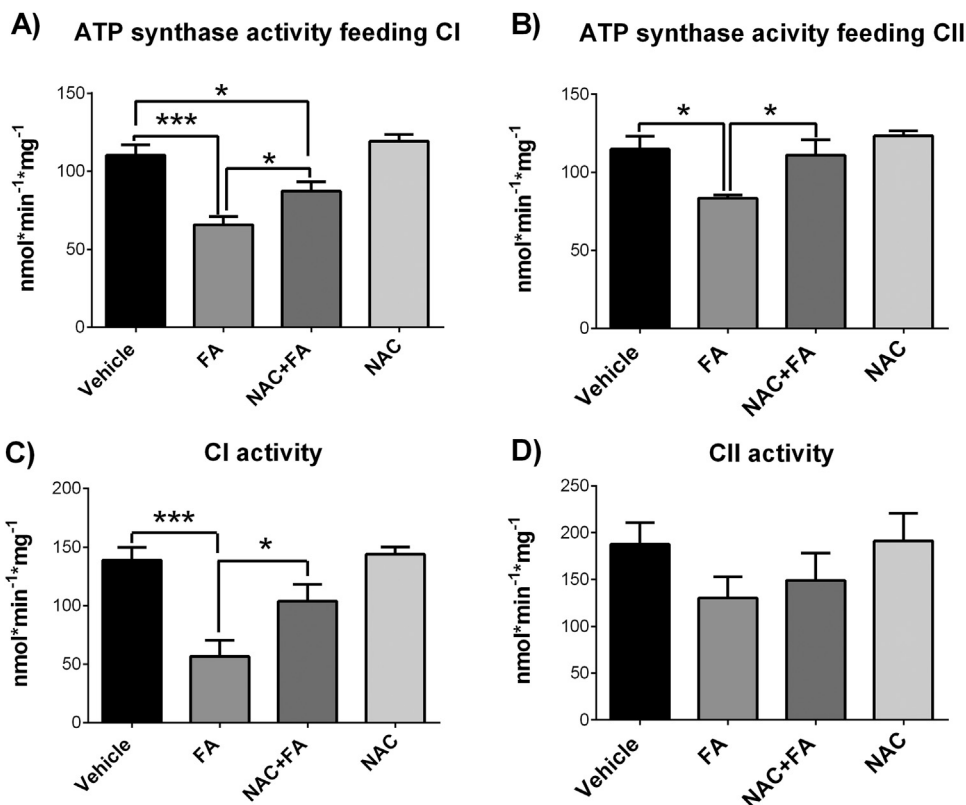 A) ATP synthase activity feeding CI
nmol*min⁻¹*mg⁻¹
150
100
50
0
*
***
*
Vehicle
FA
NAC+FA
NAC
B) ATP synthase acivity feeding CII
nmol*min⁻¹*mg⁻¹
150
100
50
0
*
*
Vehicle
FA
NAC+FA
NAC
C) CI activity
nmol*min⁻¹*mg⁻¹
200
150
100
50
0
***
*
Vehicle
FA
NAC+FA
NAC
D) CII activity
nmol*min⁻¹*mg⁻¹
250
200
150
100
50
0
Vehicle
FA
NAC+FA
NAC